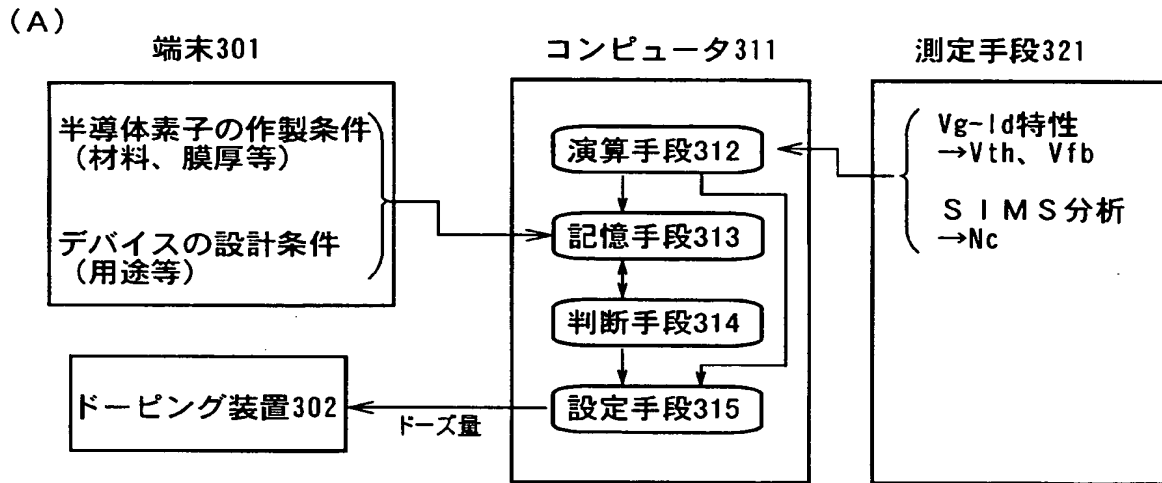 (A)
端末301
半導体素子の作製条件
(材料、膜厚等)
デバイスの設計条件
(用途等)
ドーピング装置302
ドーズ量
コンピュータ311
演算手段312
記憶手段313
判断手段314
設定手段315
測定手段321
Vg-Id特性
→Vth、Vfb
SIMS分析
→Nc